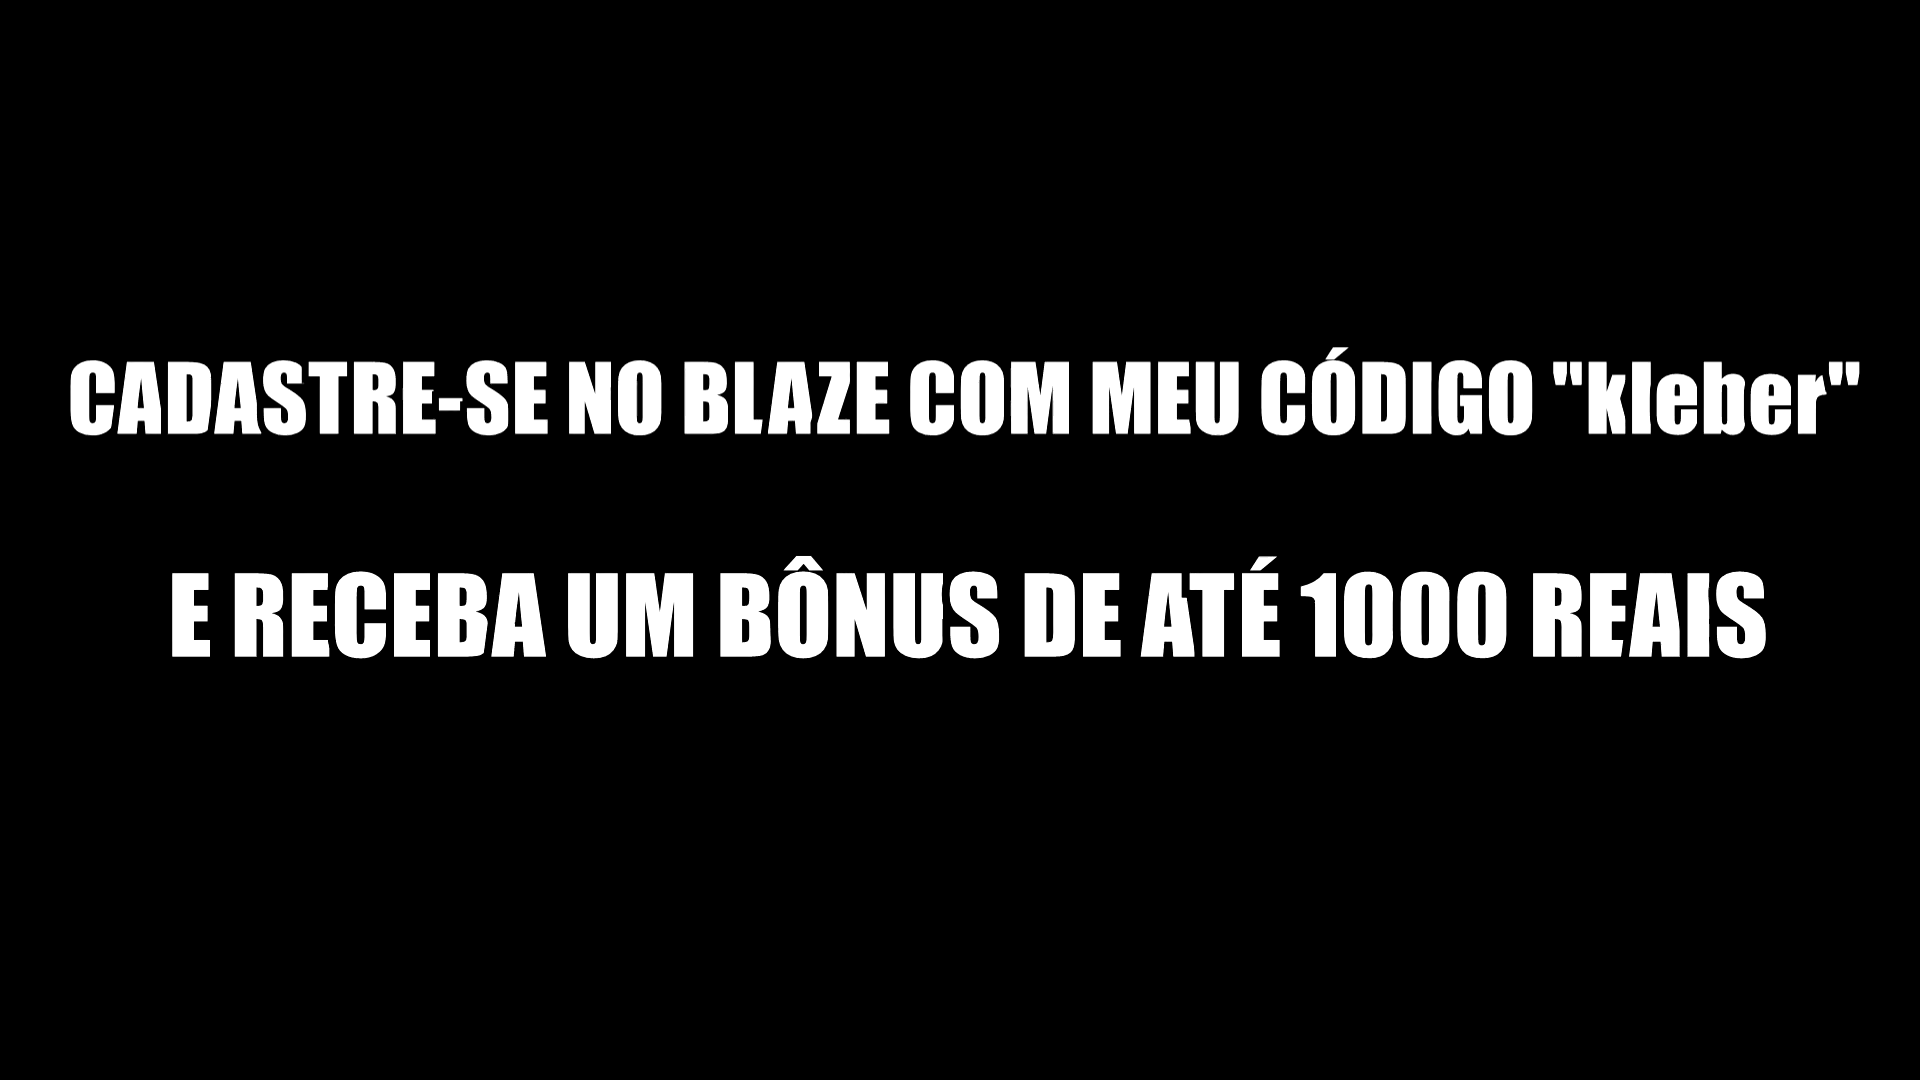 CADASTRE-SE NO BLAZE COM MEU CÓDIGO "kleber"
E RECEBA UM BÔNUS DE ATÉ 1000 REAIS